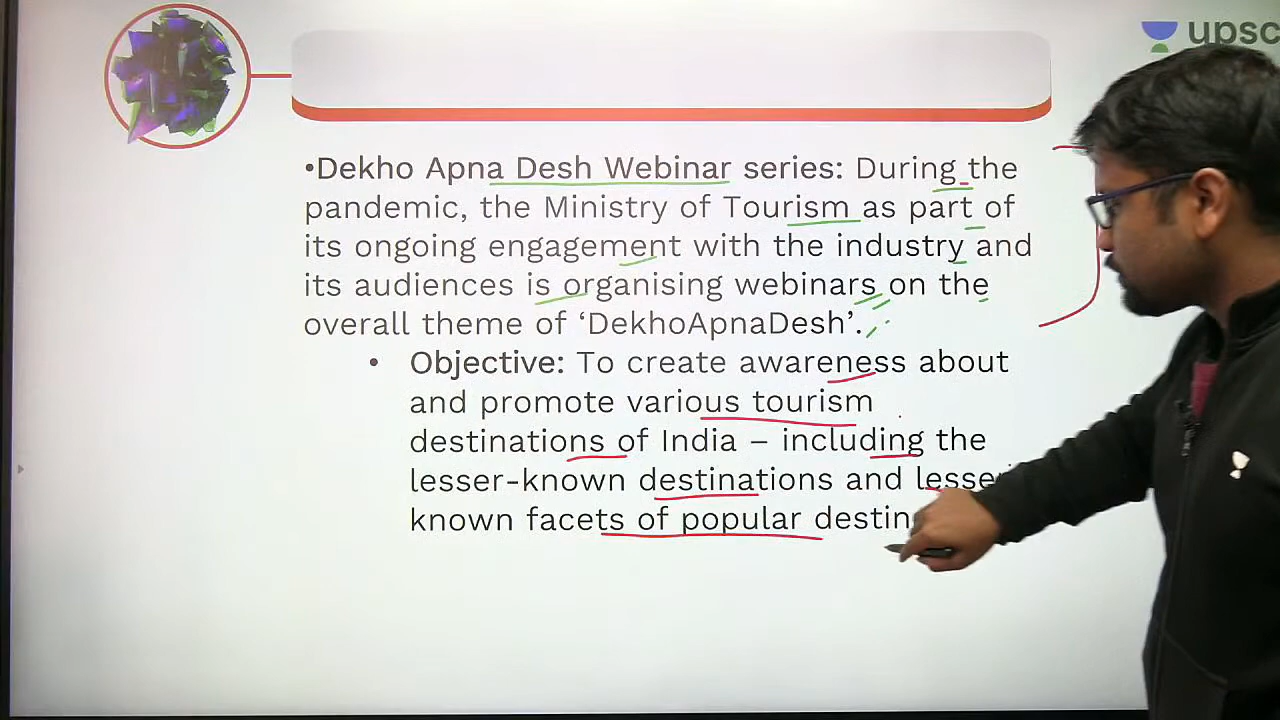 upsc
•Dekho Apna Desh Webinar series: During the
pandemic, the Ministry of Tourism as part of
its ongoing engagement with the industry and
its audiences is organising webinars on the
overall theme of ‘DekhoApnaDesh’.
• Objective: To create awareness about
and promote various tourism
destinations of India – including the
lesser-known destinations and
known facets of popular